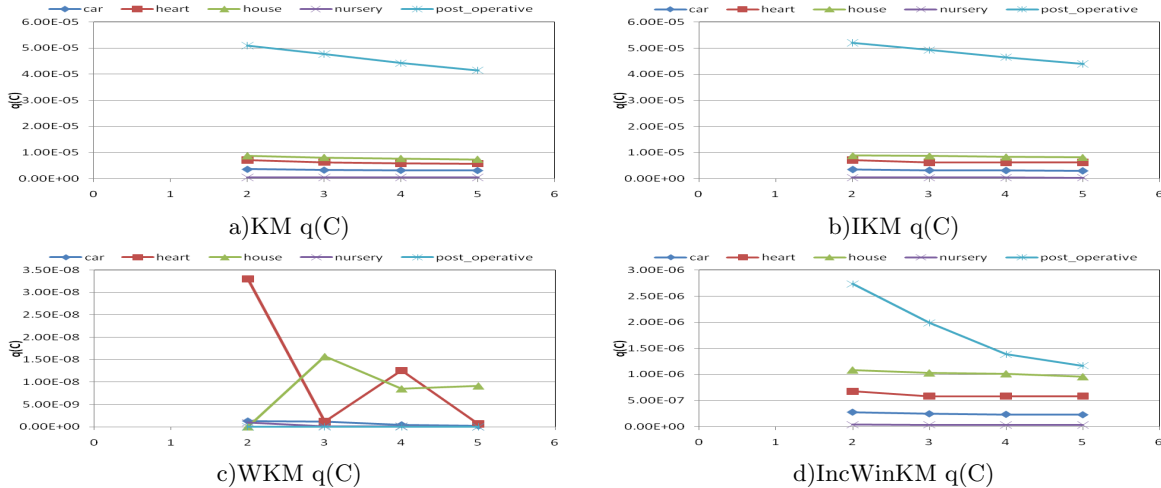 car heart house nursery post_operative
6.00E-05
5.00E-05
4.00E-05
3.00E-05
2.00E-05
1.00E-05
0.00E+00
q(C)
0 1 2 3 4 5 6
a)KM q(C)
car heart house nursery post_operative
6.00E-05
5.00E-05
4.00E-05
3.00E-05
2.00E-05
1.00E-05
0.00E+00
q(C)
0 1 2 3 4 5 6
b)IKM q(C)
car heart house nursery post_operative
3.50E-08
3.00E-08
2.50E-08
2.00E-08
1.50E-08
1.00E-08
5.00E-09
0.00E+00
q(C)
0 1 2 3 4 5 6
c)WKM q(C)
car heart house nursery post_operative
3.00E-06
2.50E-06
2.00E-06
1.50E-06
1.00E-06
5.00E-07
0.00E+00
q(C)
0 1 2 3 4 5 6
d)IncWinKM q(C)